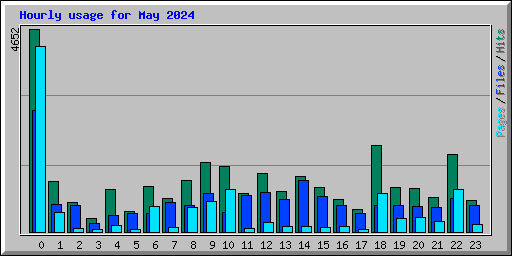 Hourly usage for May 2024
4652
Pages/Files/Hits
0 1 2 3 4 5 6 7 8 9 10 11 12 13 14 15 16 17 18 19 20 21 22 23